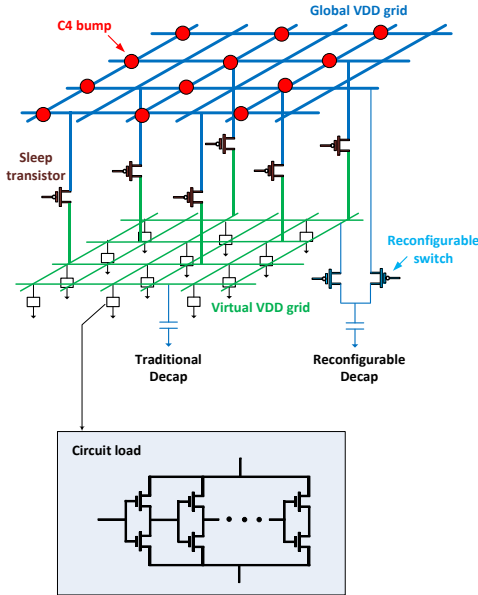 Global VDD grid
C4 bump
Sleep
transistor
Reconfigurable
switch
Virtual VDD grid
Traditional
Decap
Reconfigurable
Decap
Circuit load